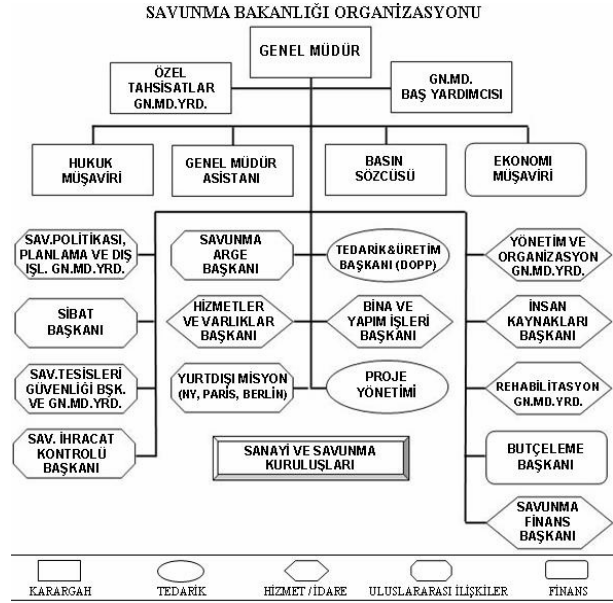 SAVUNMA BAKANLIĞI ORGANİZASYONU
GENEL MÜDÜR
ÖZEL
TAHSİSATLAR
GN.MD.YRD.
GN.MD.
BAŞ YARDIMCISI
HUKUK
MÜŞAVİRİ
GENEL MÜDÜR
ASİSTANI
BASIN
SÖZCÜSÜ
EKONOMI
MÜŞAVİRİ
SAV.POLİTİKASI,
PLANLAMA VE DIŞ
IŞL. GN.MD.YRD.
SAVUNMA
ARGE
BAŞKANI
TEDARİK&ÜRETİM
BAŞKANI (DOPP)
YÖNETİM VE
ORGANİZASYON
GN.MD.YRD.
SİBAT
BAŞKANI
HİZMETLER
VE VARLIKLAR
BAŞKANI
BINA VE
YAPIM İŞLERİ
BAŞKANI
İNSAN
KAYNAKLARI
BAŞKANI
SAV.TESİSLERİ
GÜVENLİĞİ BŞK.
VE GN.MD.YRD.
YURTDIŞI MİSYON
(NY, PARİS, BERLİN)
PROJE
YÖNETİMİ
REHABILITASYON
GN.MD.YRD.
SAV. İHRACAT
KONTROLÜ
BAŞKANI
SANAYİ VE SAVUNMA
KURULUŞLARI
BUTÇELEME
BAŞKANI
SAVUNMA
FİNANS
BAŞKANI
KARARGAH
TEDARİK
HİZMET / İDARE
ULUSLARARASI İLİŞKİLER
FİNANS